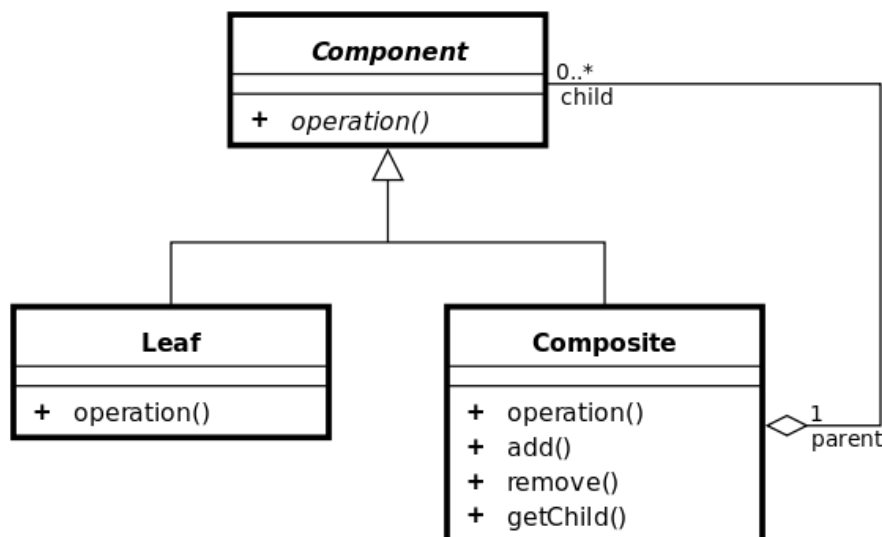 Component
+ operation()
0..*
child
Leaf
+ operation()
Composite
+ operation()
+ add()
+ remove()
+ getChild()
1
parent